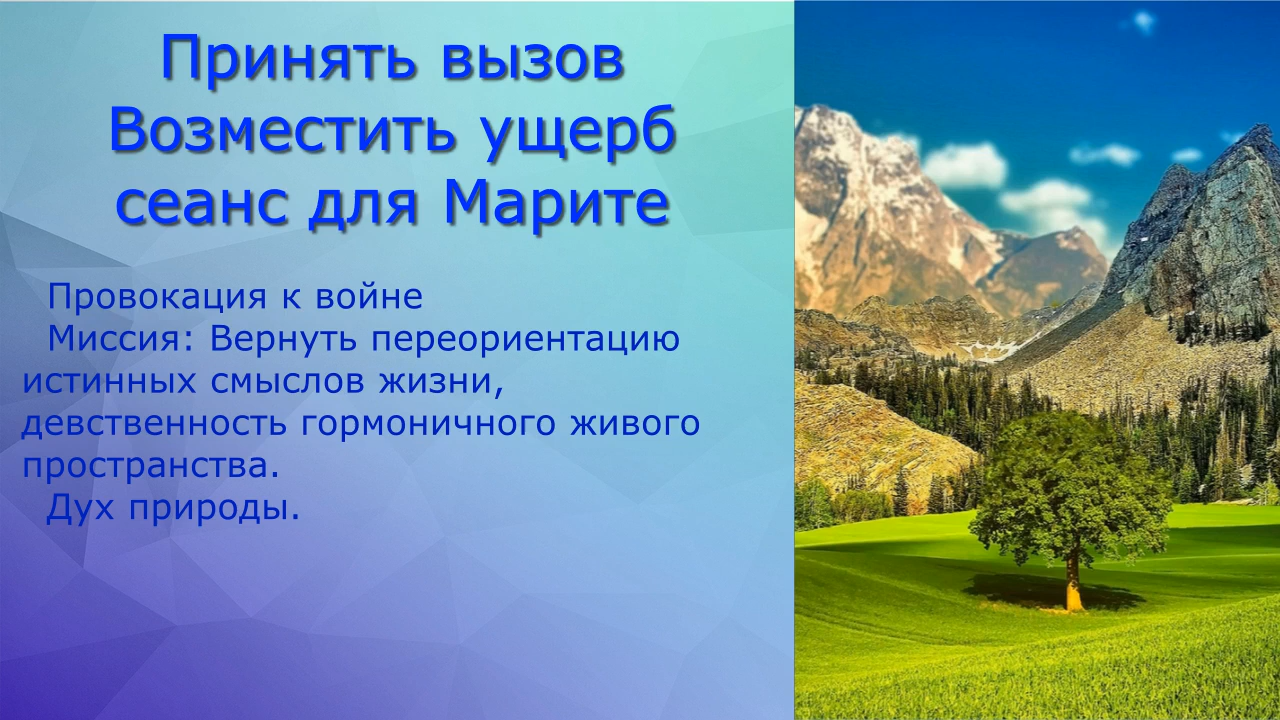 Принять вызов
Возместить ущерб
сеанс для Марите
Провокация к войне
Миссия: Вернуть переориентацию
истинных смыслов жизни,
девственность гормоничного живого
пространства.
Дух природы.